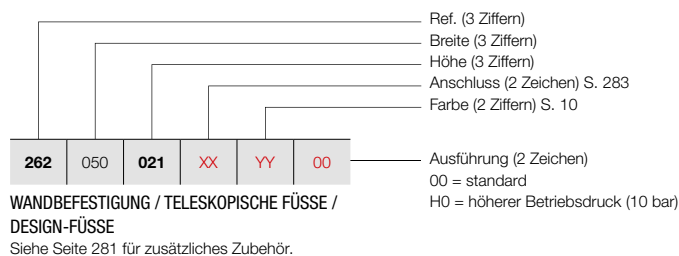 Ref. (3 Ziffern)
Breite (3 Ziffern)
Höhe (3 Ziffern)
Anschluss (2 Zeichen) S. 283
Farbe (2 Ziffern) S. 10
262 050 021 XX YY 00
Ausführung (2 Zeichen)
00 = standard
H0 = höherer Betriebsdruck (10 bar)
WANDBEFESTIGUNG / TELESKOPISCHE FÜSSE /
DESIGN-FÜSSE
Siehe Seite 281 für zusätzliches Zubehör.